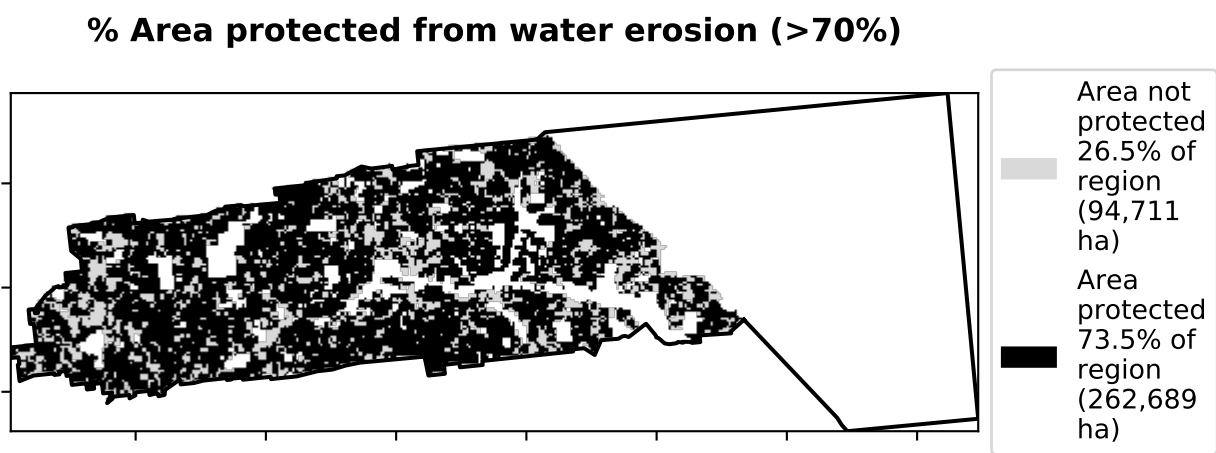 % Area protected from water erosion (>70%)
Area not
protected
26.5% of
region
(94,711
ha)
Area
protected
73.5% of
region
(262,689
ha)